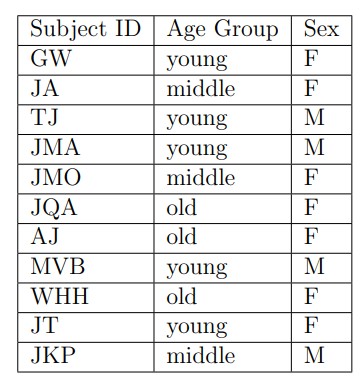 Subject ID Age Group Sex
GW young F
JA middle F
TJ young M
JMA young M
JMO middle F
JQA old F
AJ old F
MVB young M
WHH old F
JT young F
JKP middle M